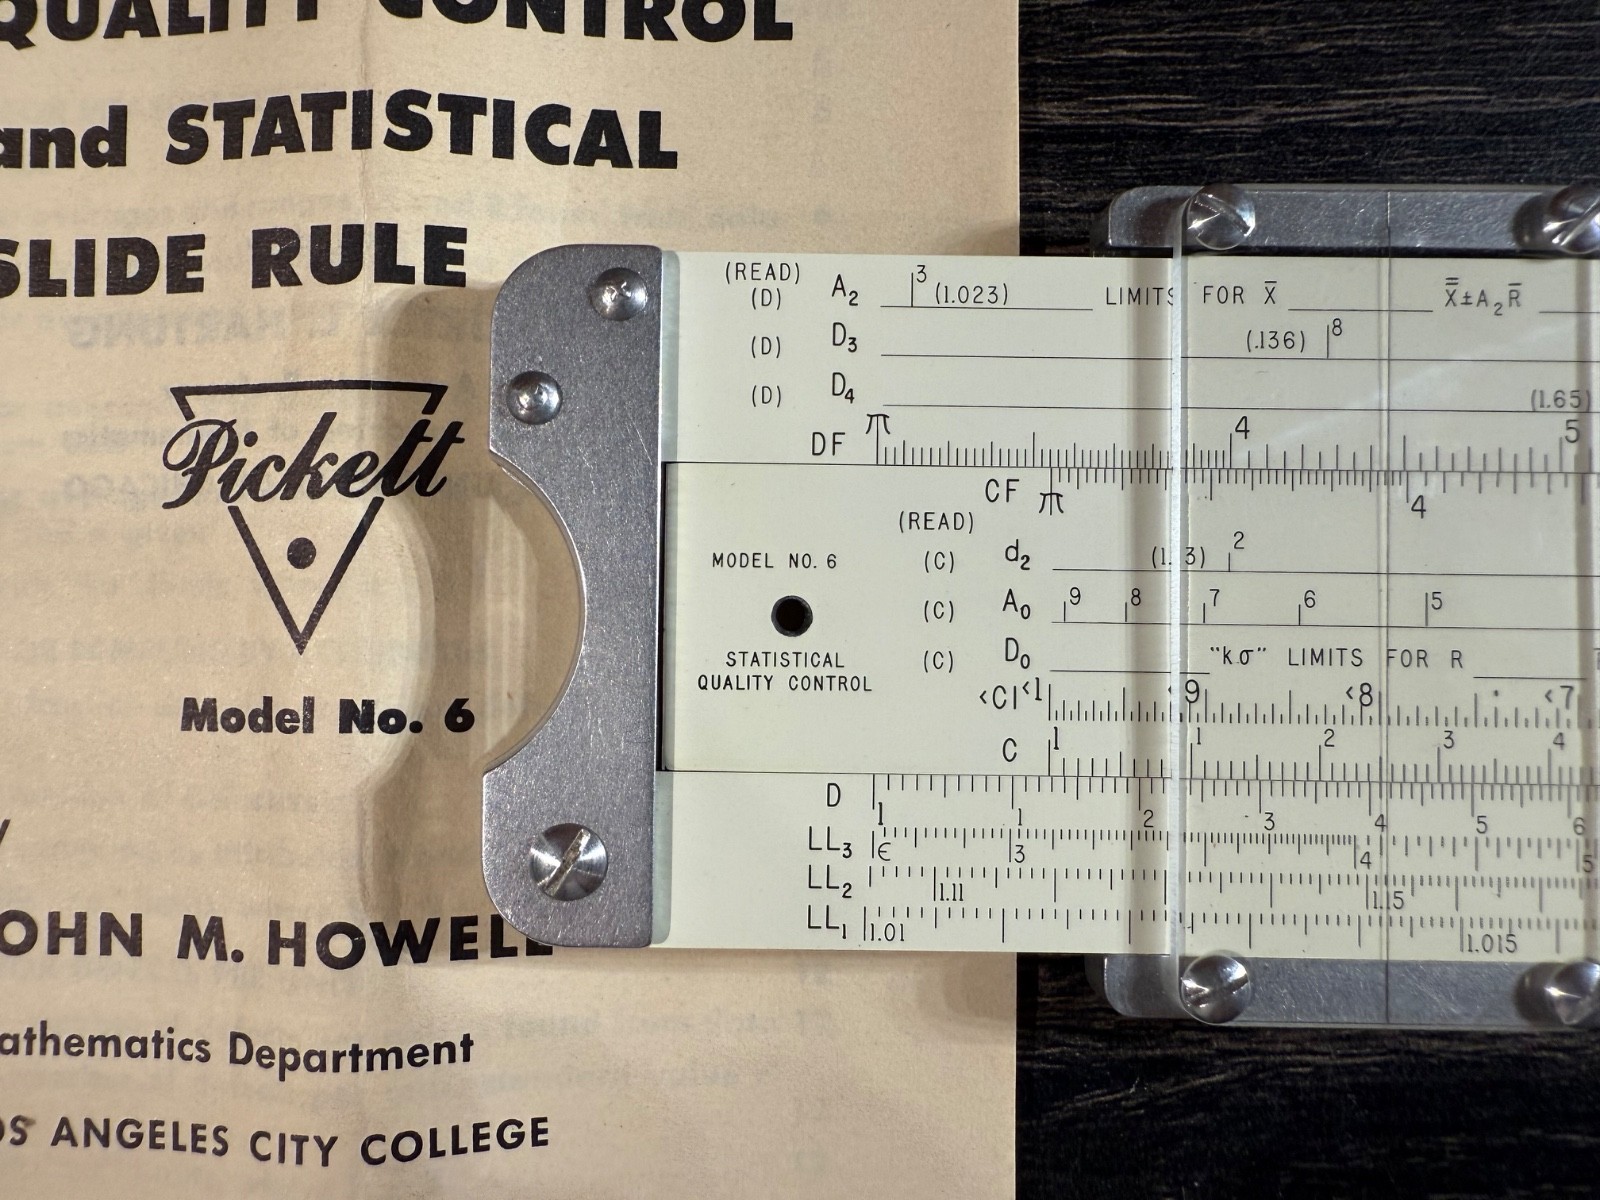 QUALITY CONTROL
and STATISTICAL
SLIDE RULE
Pickett
Model No. 6
JOHN M. HOWELL
Mathematics Department
LOS ANGELES CITY COLLEGE
(READ)
(D) A2 3 (1.023) LIMITS FOR X̄ X̿±A2R̄
(D) D3 (.136) 8
(D) D4 (1.65)
DF π 4 5
CF π 4
(READ)
MODEL NO. 6 (C) d2 2
(C) A0 9 8 7 6 5
STATISTICAL
QUALITY CONTROL
(C) D0 "kσ" LIMITS FOR R
<CI <1 <9 <8 <7
C 1 1 2 3 4
D 1 1 2 3 4 5 6
LL3 ϵ 3 4 5
LL2 1.11 1.15
LL1 1.01 1.015